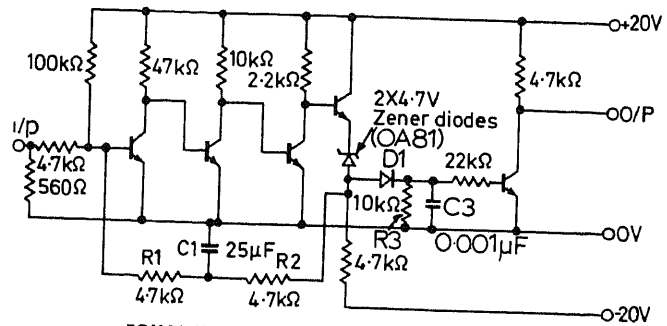 +20V
100kΩ
47kΩ
10kΩ
2·2kΩ
4·7kΩ
2X4·7V
Zener diodes
(OA81)
O/P
i/p
4·7kΩ
560Ω
D1
22kΩ
10kΩ
R3
C3
0·001µF
0V
R1
C1
25µF
R2
4·7kΩ
4·7kΩ
4·7kΩ
-20V